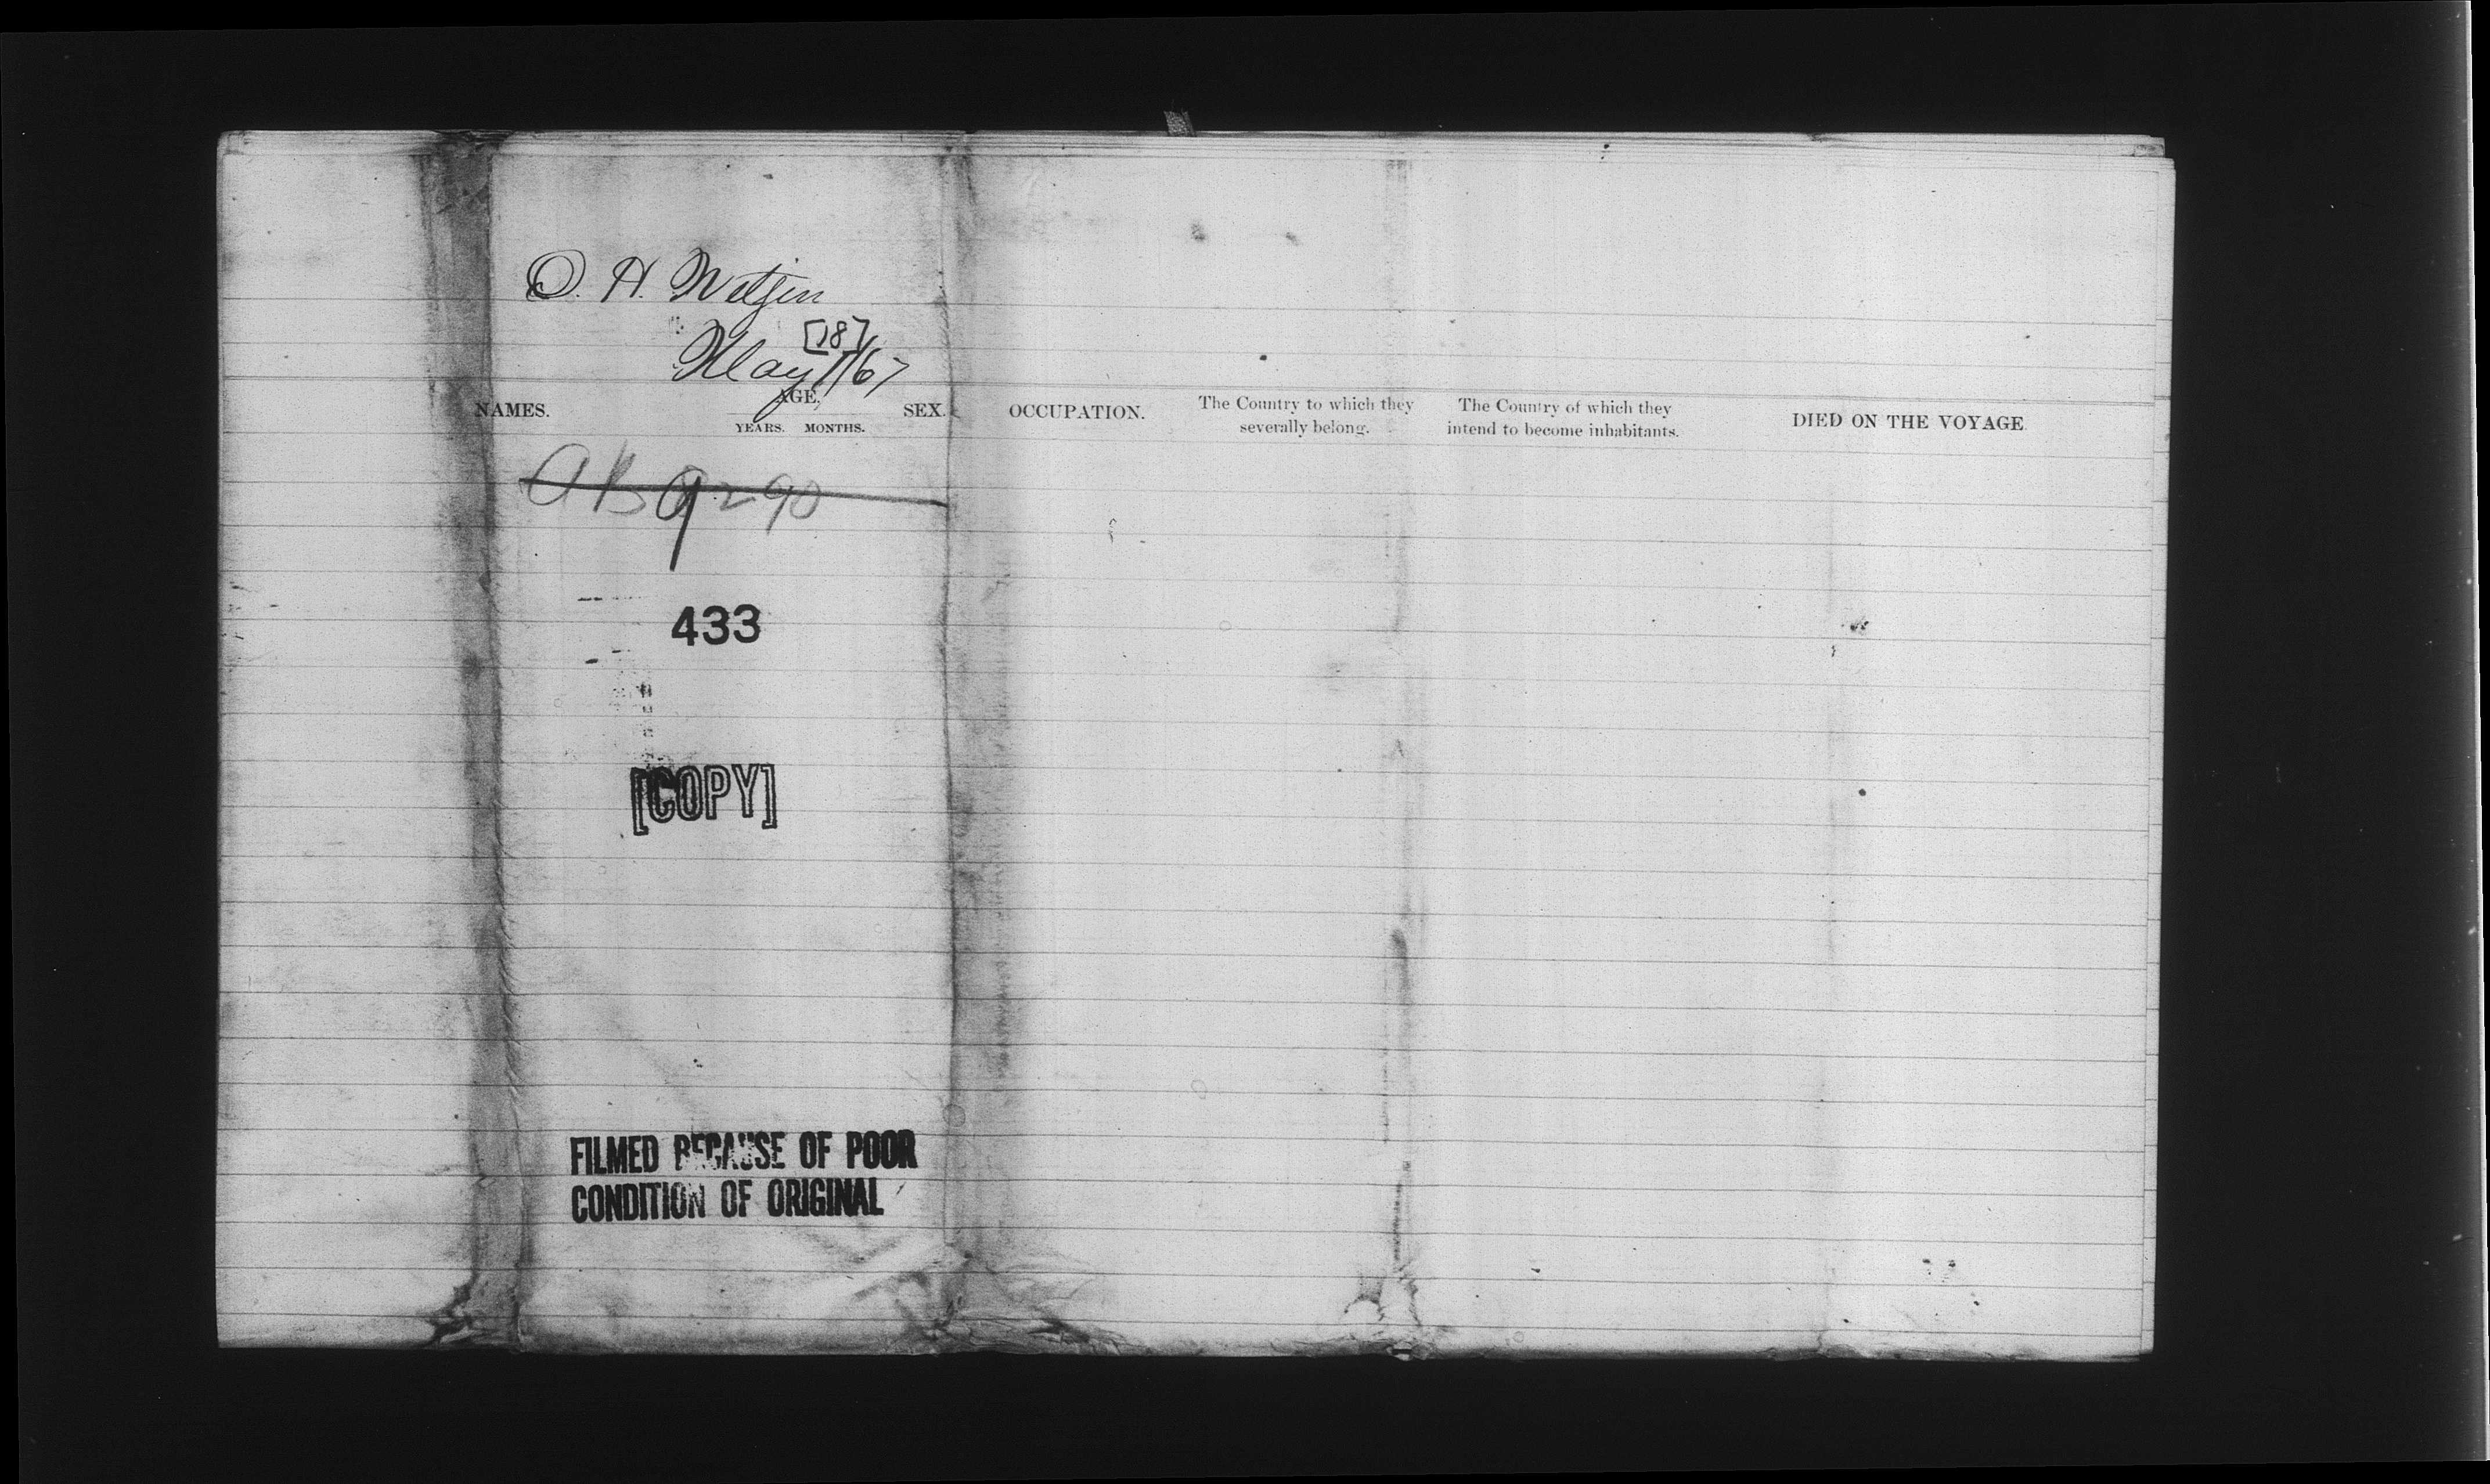 D. H. Wätjen
[18]
May 1/67
NAMES. AGE, SEX. OCCUPATION. The Country to which they severally belong. The Country of which they intend to become inhabitants. DIED ON THE VOYAGE
YEARS. MONTHS.
433
[COPY]
FILMED BECAUSE OF POOR
CONDITION OF ORIGINAL